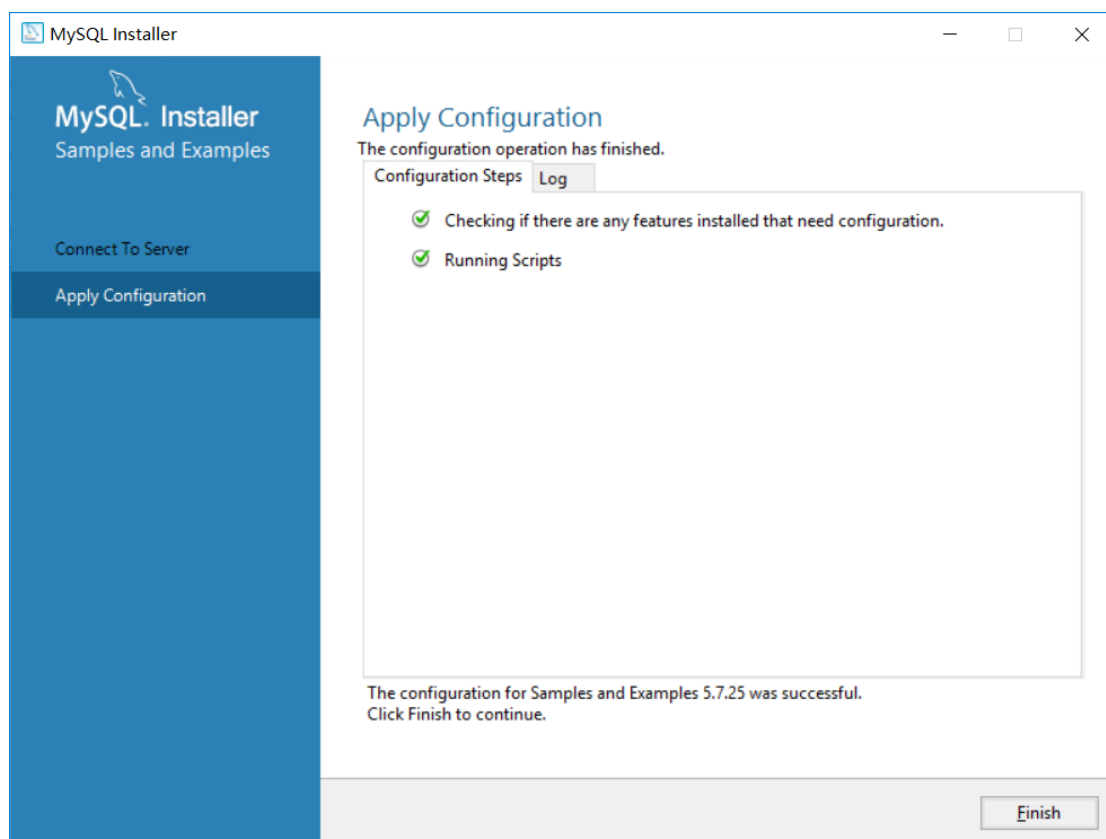 MySQL Installer
MySQL. Installer
Samples and Examples
Connect To Server
Apply Configuration
Apply Configuration
The configuration operation has finished.
Configuration Steps
Log
Checking if there are any features installed that need configuration.
Running Scripts
The configuration for Samples and Examples 5.7.25 was successful.
Click Finish to continue.
Finish